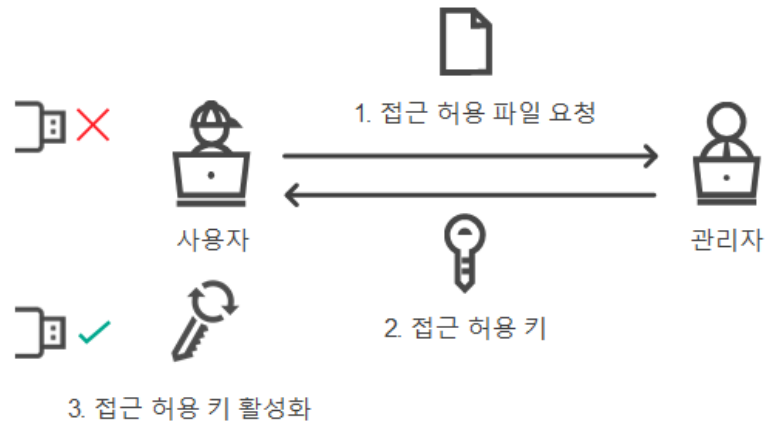 1. 접근 허용 파일 요청
사용자
관리자
2. 접근 허용 키
3. 접근 허용 키 활성화